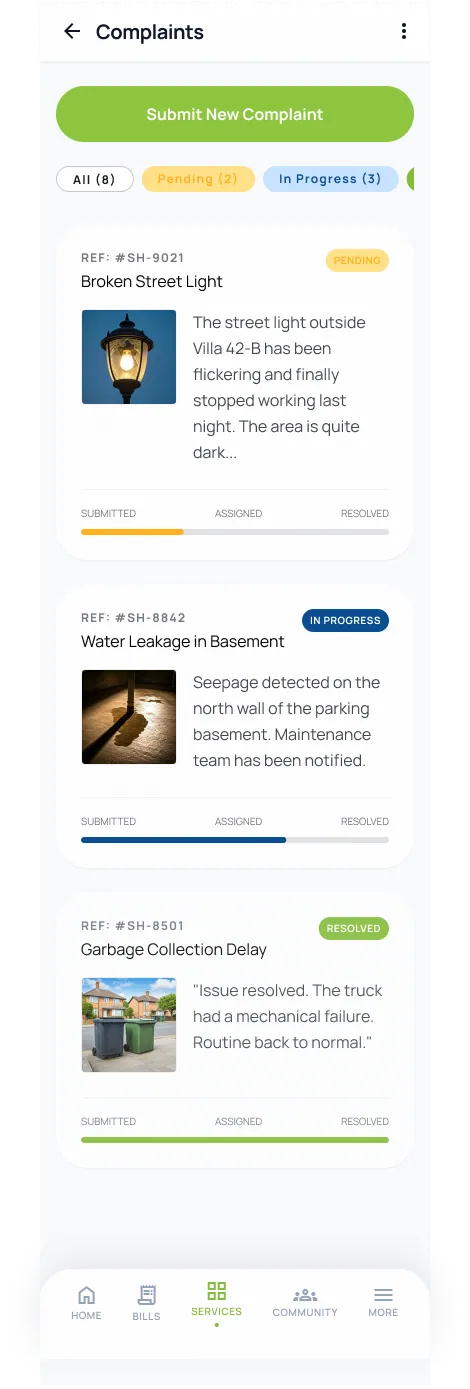 Complaints
Submit New Complaint
All (8)
Pending (2)
In Progress (3)
REF: #SH-9021
PENDING
Broken Street Light
The street light outside
Villa 42-B has been
flickering and finally
stopped working last
night. The area is quite
dark...
SUBMITTED
ASSIGNED
RESOLVED
REF: #SH-8842
IN PROGRESS
Water Leakage in Basement
Seepage detected on the
north wall of the parking
basement. Maintenance
team has been notified.
SUBMITTED
ASSIGNED
RESOLVED
REF: #SH-8501
RESOLVED
Garbage Collection Delay
"Issue resolved. The truck
had a mechanical failure.
Routine back to normal."
SUBMITTED
ASSIGNED
RESOLVED
HOME
BILLS
SERVICES
COMMUNITY
MORE